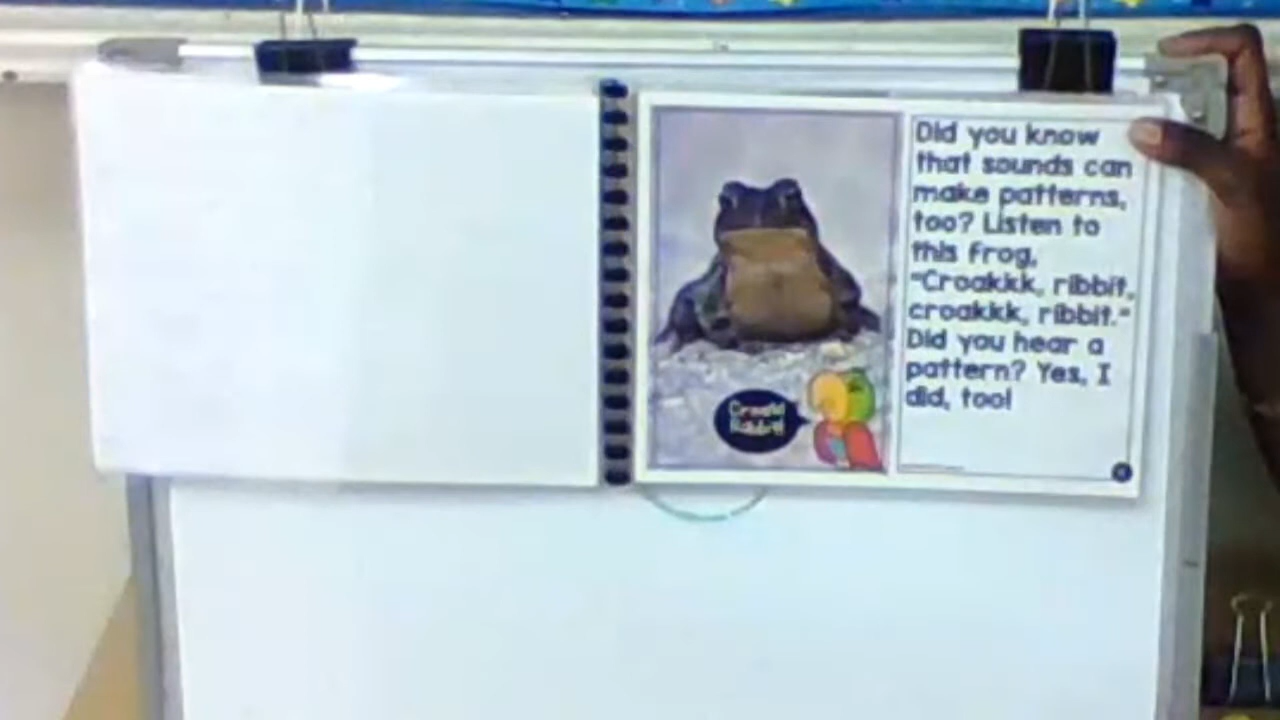 Did you know
that sounds can
make patterns,
too? Listen to
this frog,
"Croakkk, ribbit,
croakkk, ribbit."
Did you hear a
pattern? Yes, I
did, too!